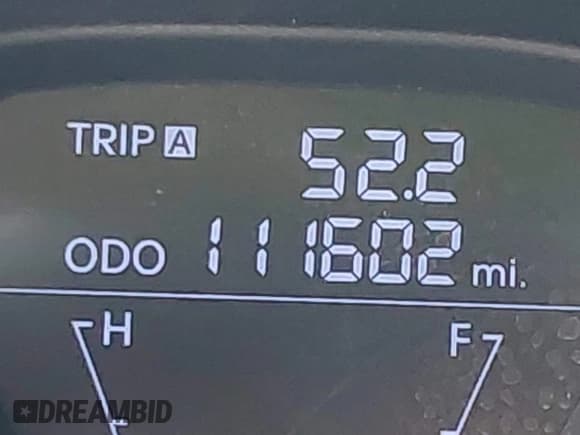 TRIP A 52.2
ODO 111602 mi.
H F
DREAMBID